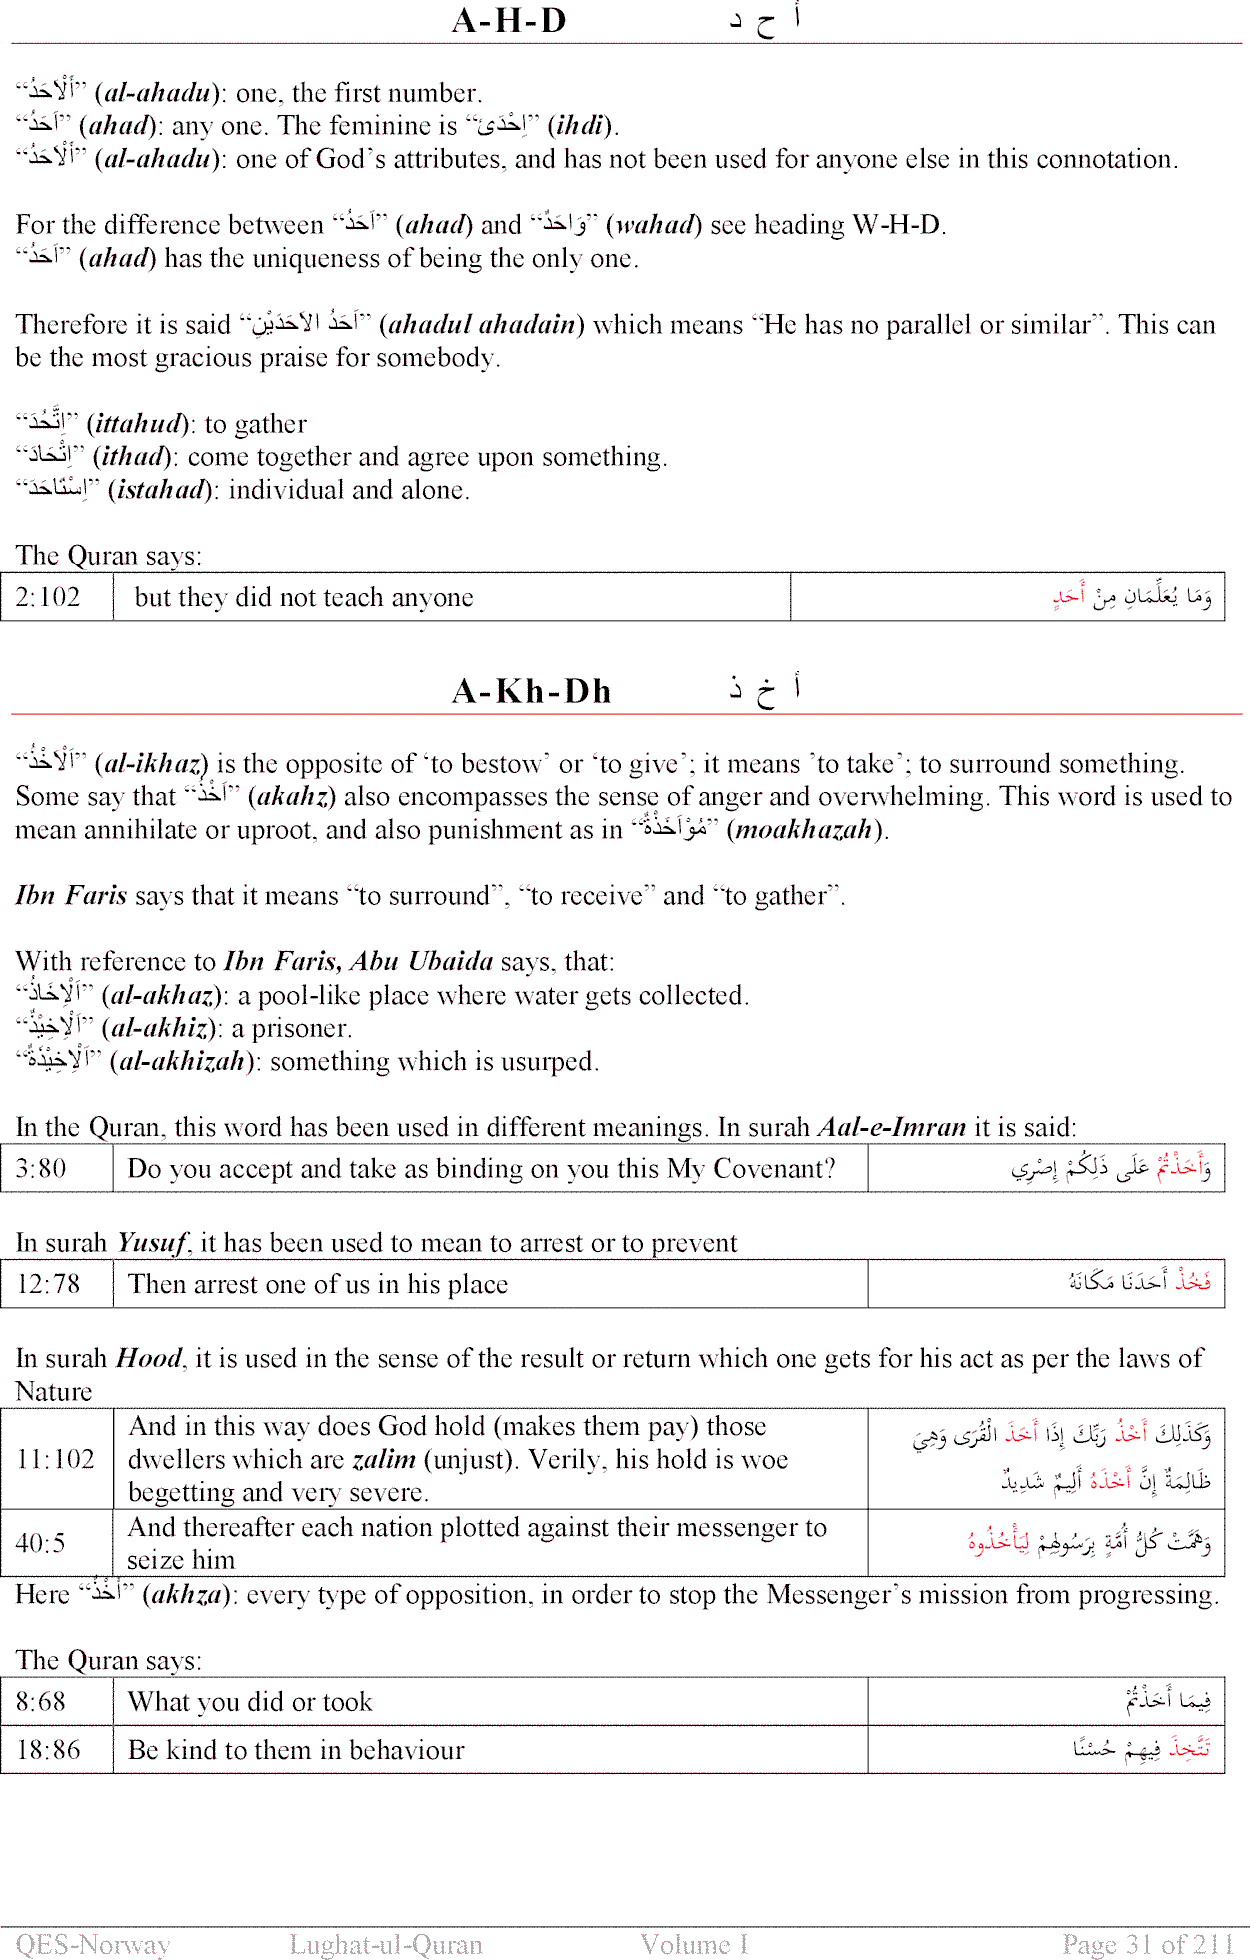 A-H-D أ ح د
“اَلْاَحَدُ” (al-ahadu): one, the first number.
“اَحَدُ” (ahad): any one. The feminine is “اِحْدَىٰ” (ihdi).
“اَلْاَحَدُ” (al-ahadu): one of God’s attributes, and has not been used for anyone else in this connotation.
For the difference between “اَحَدُ” (ahad) and “وَاحَدٌ” (wahad) see heading W-H-D.
“اَحَدُ” (ahad) has the uniqueness of being the only one.
Therefore it is said “اَحَدُ الاَحَدَيْنِ” (ahadul ahadain) which means “He has no parallel or similar”. This can
be the most gracious praise for somebody.
“اِتَّحُدَ” (ittahud): to gather
“اِتْحَادَ” (ithad): come together and agree upon something.
“اِسْتَاحَدَ” (istahad): individual and alone.
The Quran says:
2:102 but they did not teach anyone وَمَا يُعَلِّمَانِ مِنْ أَحَدٍ
A-Kh-Dh أ خ ذ
“اَلْاَخْذُ” (al-ikhaz) is the opposite of ‘to bestow’ or ‘to give’; it means ’to take’; to surround something.
Some say that “اَخْذٌ” (akahz) also encompasses the sense of anger and overwhelming. This word is used to
mean annihilate or uproot, and also punishment as in “مُوْاَخَذْةٌ” (moakhazah).
Ibn Faris says that it means “to surround”, “to receive” and “to gather”.
With reference to Ibn Faris, Abu Ubaida says, that:
“اَلْاِخَاذُ” (al-akhaz): a pool-like place where water gets collected.
“اَلْاِخِيْذٌ” (al-akhiz): a prisoner.
“اَلْاِخِيْذَةٌ” (al-akhizah): something which is usurped.
In the Quran, this word has been used in different meanings. In surah Aal-e-Imran it is said:
3:80 Do you accept and take as binding on you this My Covenant? وَأَخَذْتُمْ عَلَى ذَلِكُمْ إِصْرِي
In surah Yusuf, it has been used to mean to arrest or to prevent
12:78 Then arrest one of us in his place فَخُذْ أَحَدَنَا مَكَانَهُ
In surah Hood, it is used in the sense of the result or return which one gets for his act as per the laws of
Nature
11:102 And in this way does God hold (makes them pay) those
dwellers which are zalim (unjust). Verily, his hold is woe
begetting and very severe.
وَكَذَلِكَ أَخْذُ رَبِّكَ إِذَا أَخَذَ الْقُرَى وَهِيَ
ظَالِمَةٌ إِنَّ أَخْذَهُ أَلِيمٌ شَدِيدٌ
40:5 And thereafter each nation plotted against their messenger to
seize him
وَهَمَّتْ كُلُّ أُمَّةٍ بِرَسُولِهِمْ لِيَأْخُذُوهُ
Here “اَخْذٌ” (akhza): every type of opposition, in order to stop the Messenger’s mission from progressing.
The Quran says:
8:68 What you did or took فِيمَا أَخَذْتُمْ
18:86 Be kind to them in behaviour تَتَّخِذَ فِيهِمْ حُسْنًا
QES-Norway Lughat-ul-Quran Volume I Page 31 of 211